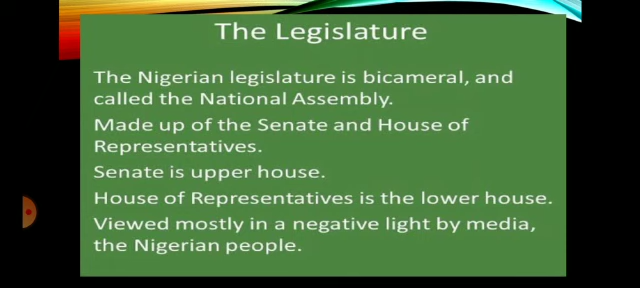 The Legislature
The Nigerian legislature is bicameral, and
called the National Assembly.
Made up of the Senate and House of
Representatives.
Senate is upper house.
House of Representatives is the lower house.
Viewed mostly in a negative light by media,
the Nigerian people.